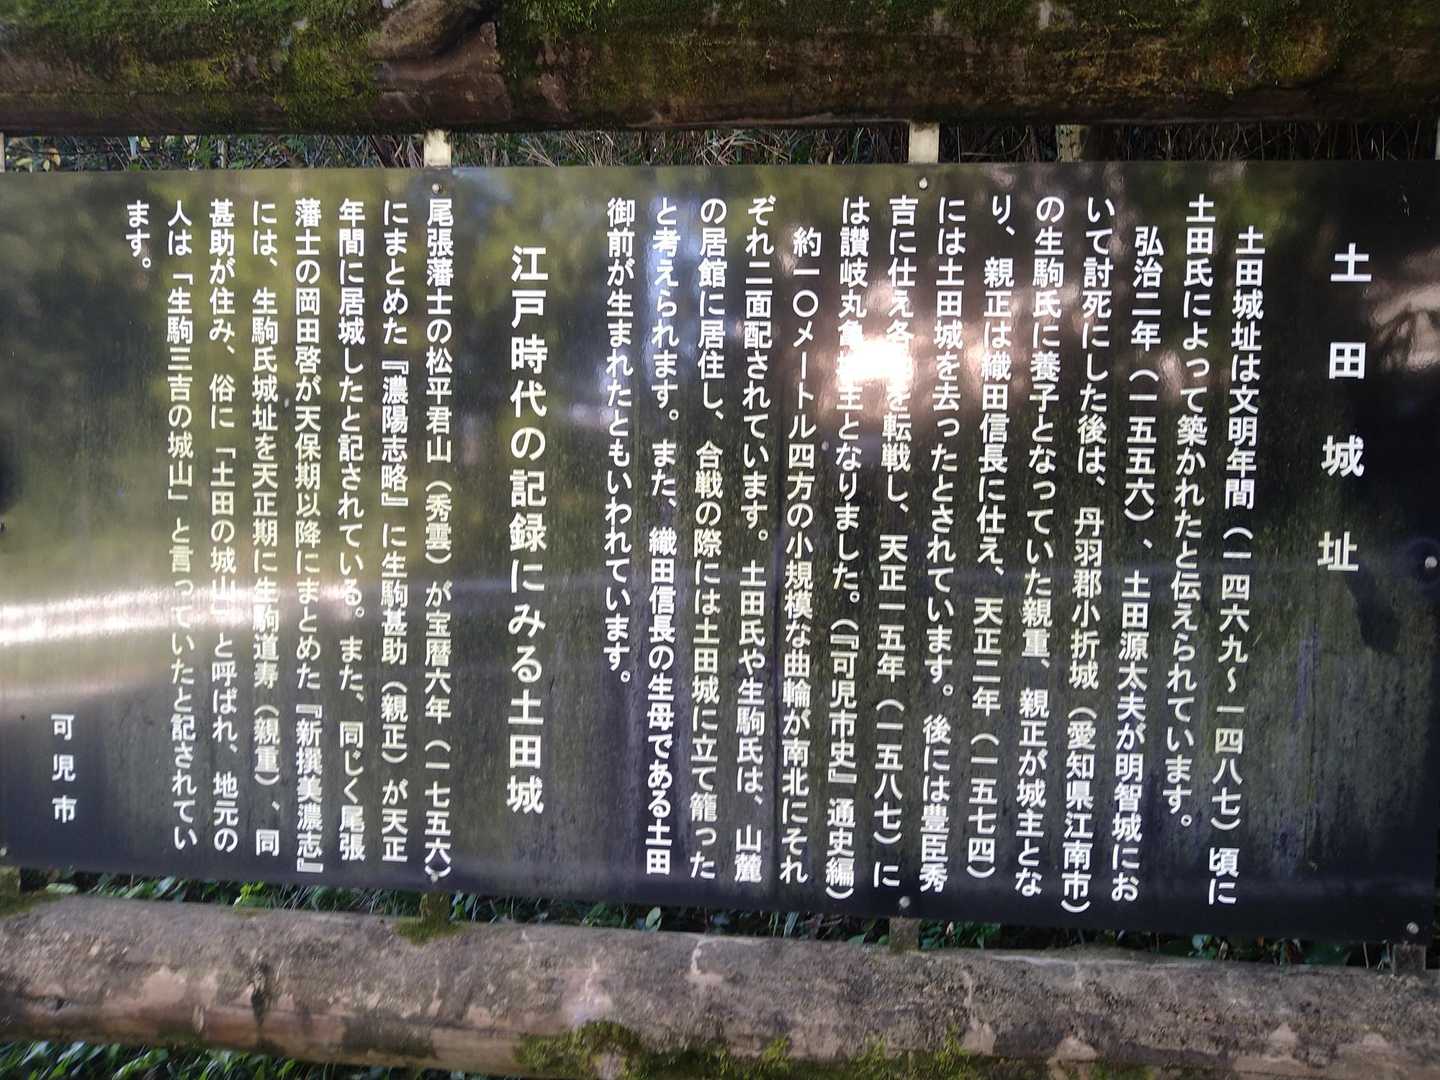 土田城址
土田城址は文明年間（一四六九～一四八七）頃に
土田氏によって築かれたと伝えられています。
弘治二年（一五五六）、土田源太夫が明智城にお
いて討死にした後は、丹羽郡小折城（愛知県江南市）
の生駒氏に養子となっていた親重、親正が城主とな
り、親正は織田信長に仕え、天正二年（一五七四）
には土田城を去ったとされています。後には豊臣秀
吉に仕え各を転戦し、天正一五年（一五八七）に
は讃岐丸亀主となりました。（『可児市史』通史編）
約一〇メートル四方の小規模な曲輪が南北にそれ
ぞれ二面配されています。土田氏や生駒氏は、山麓
の居館に居住し、合戦の際には土田城に立て籠った
と考えられます。また、織田信長の生母である土田
御前が生まれたともいわれています。
江戸時代の記録にみる土田城
尾張藩士の松平君山（秀雲）が宝暦六年（一七五六）
にまとめた『濃陽志略』に生駒甚助（親正）が天正
年間に居城したと記されている。また、同じく尾張
藩士の岡田啓が天保期以降にまとめた『新撰美濃志』
には、生駒氏城址を天正期に生駒道寿（親重）、同
甚助が住み、俗に「土田の城山」と呼ばれ、地元の
人は「生駒三吉の城山」と言っていたと記されてい
ます。
可児市